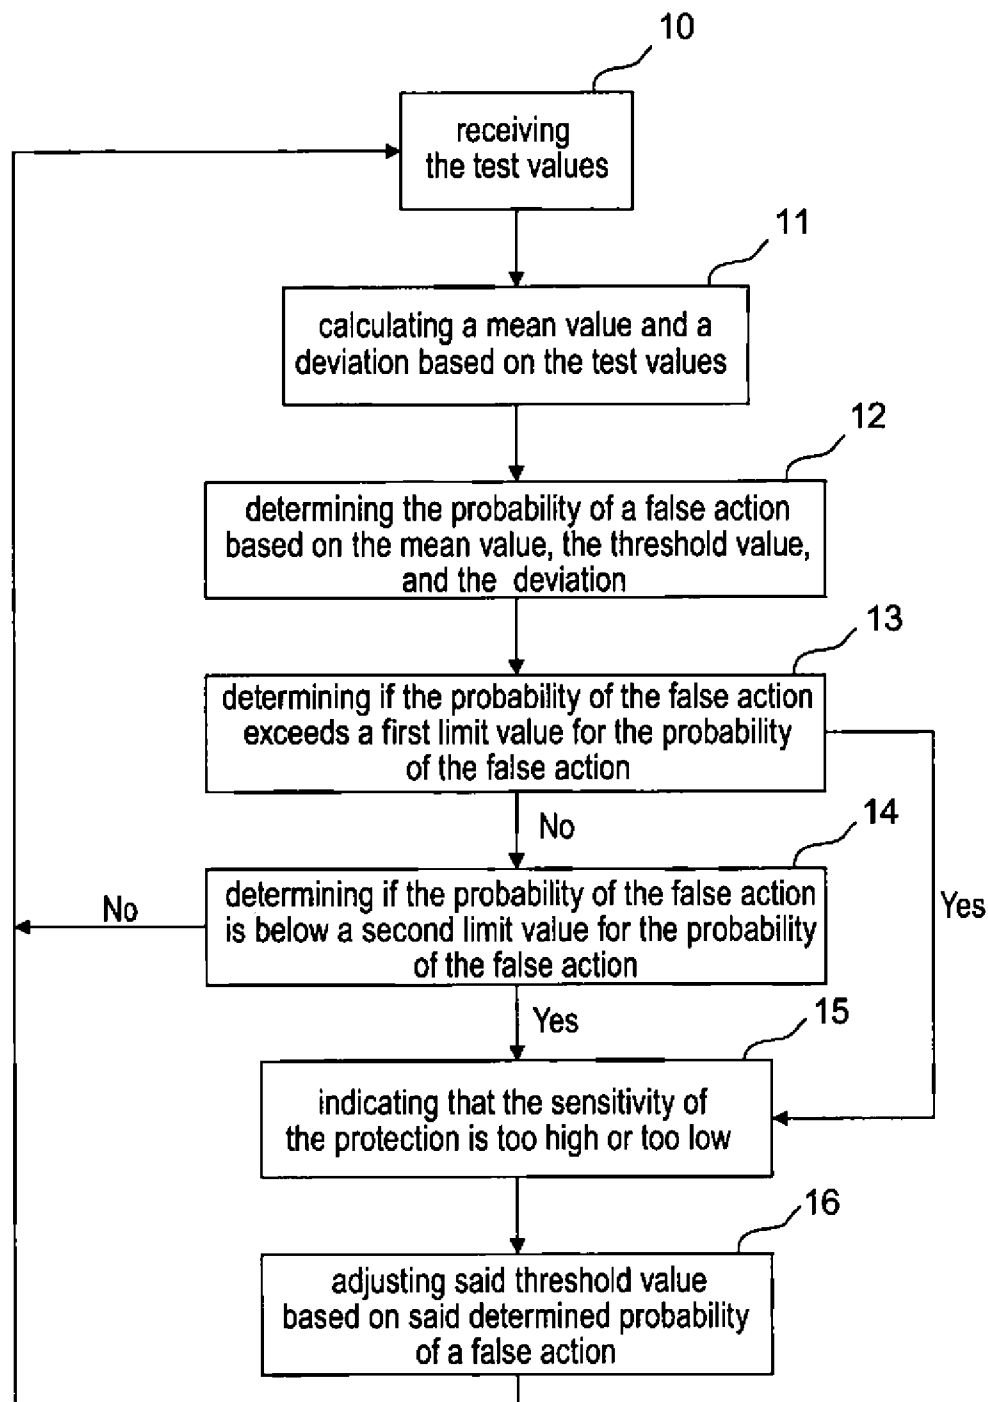 10
receiving
the test values
11
calculating a mean value and a
deviation based on the test values
12
determining the probability of a false action
based on the mean value, the threshold value,
and the deviation
13
determining if the probability of the false action
exceeds a first limit value for the probability
of the false action
No
14
determining if the probability of the false action
is below a second limit value for the probability
of the false action
No
Yes
Yes
15
indicating that the sensitivity of
the protection is too high or too low
16
adjusting said threshold value
based on said determined probability
of a false action